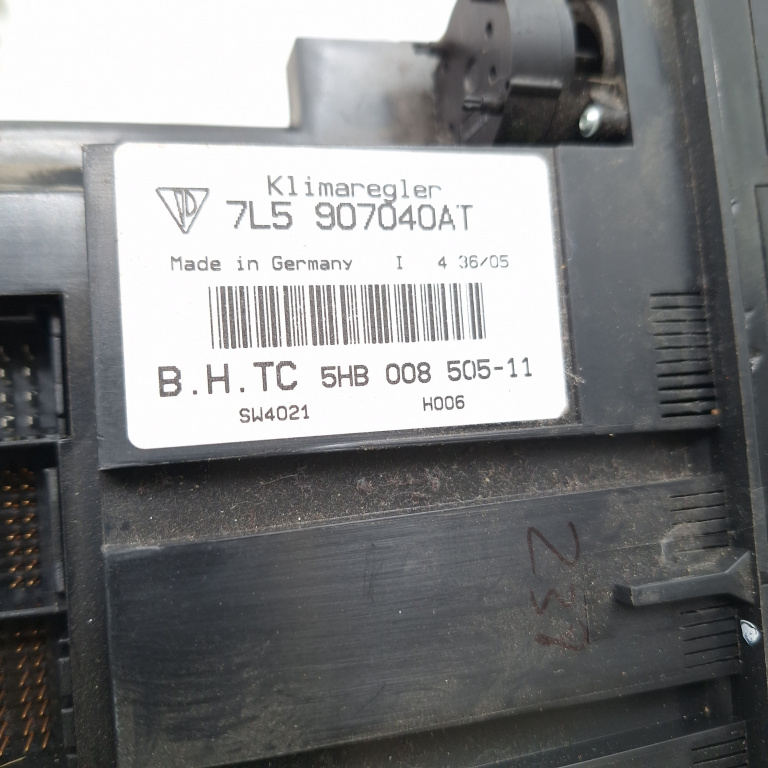 Klimaregler
7L5 907040AT
Made in Germany I 4 36/05
B.H.TC 5HB 008 505-11
SW4021 H006